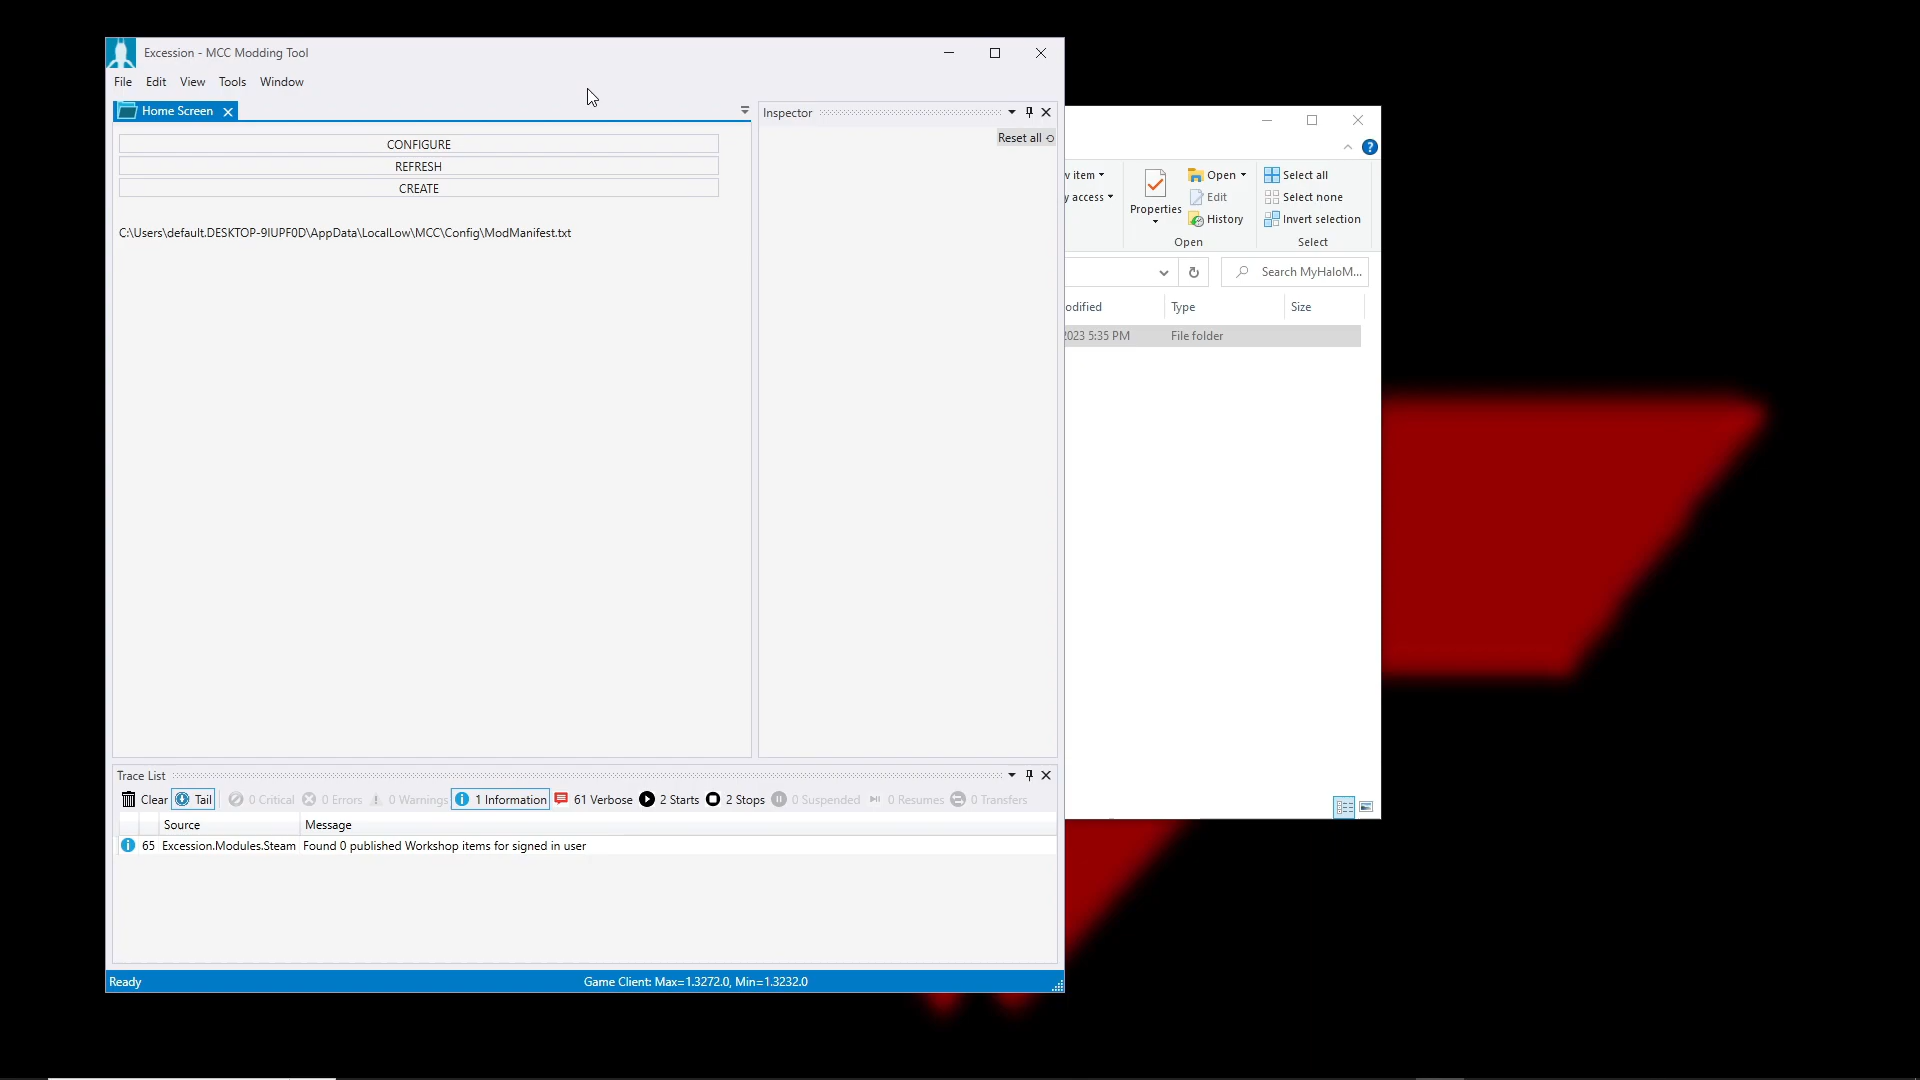 Excession - MCC Modding Tool
File Edit View Tools Window
Home Screen
CONFIGURE
REFRESH
CREATE
C:\Users\default.DESKTOP-9IUPF0D\AppData\LocalLow\MCC\Config\ModManifest.txt
Inspector
Reset all
Trace List
Clear Tail 0 Critical 0 Errors 0 Warnings 1 Information 61 Verbose 2 Starts 2 Stops 0 Suspended 0 Resumes 0 Transfers
Source Message
65 Excession.Modules.Steam Found 0 published Workshop items for signed in user
Ready Game Client: Max=1.3272.0, Min=1.3232.0
?
item
access
Properties
Open
Edit
History
Open
Select all
Select none
Invert selection
Select
Search MyHaloM...
odified Type Size
2023 5:35 PM File folder